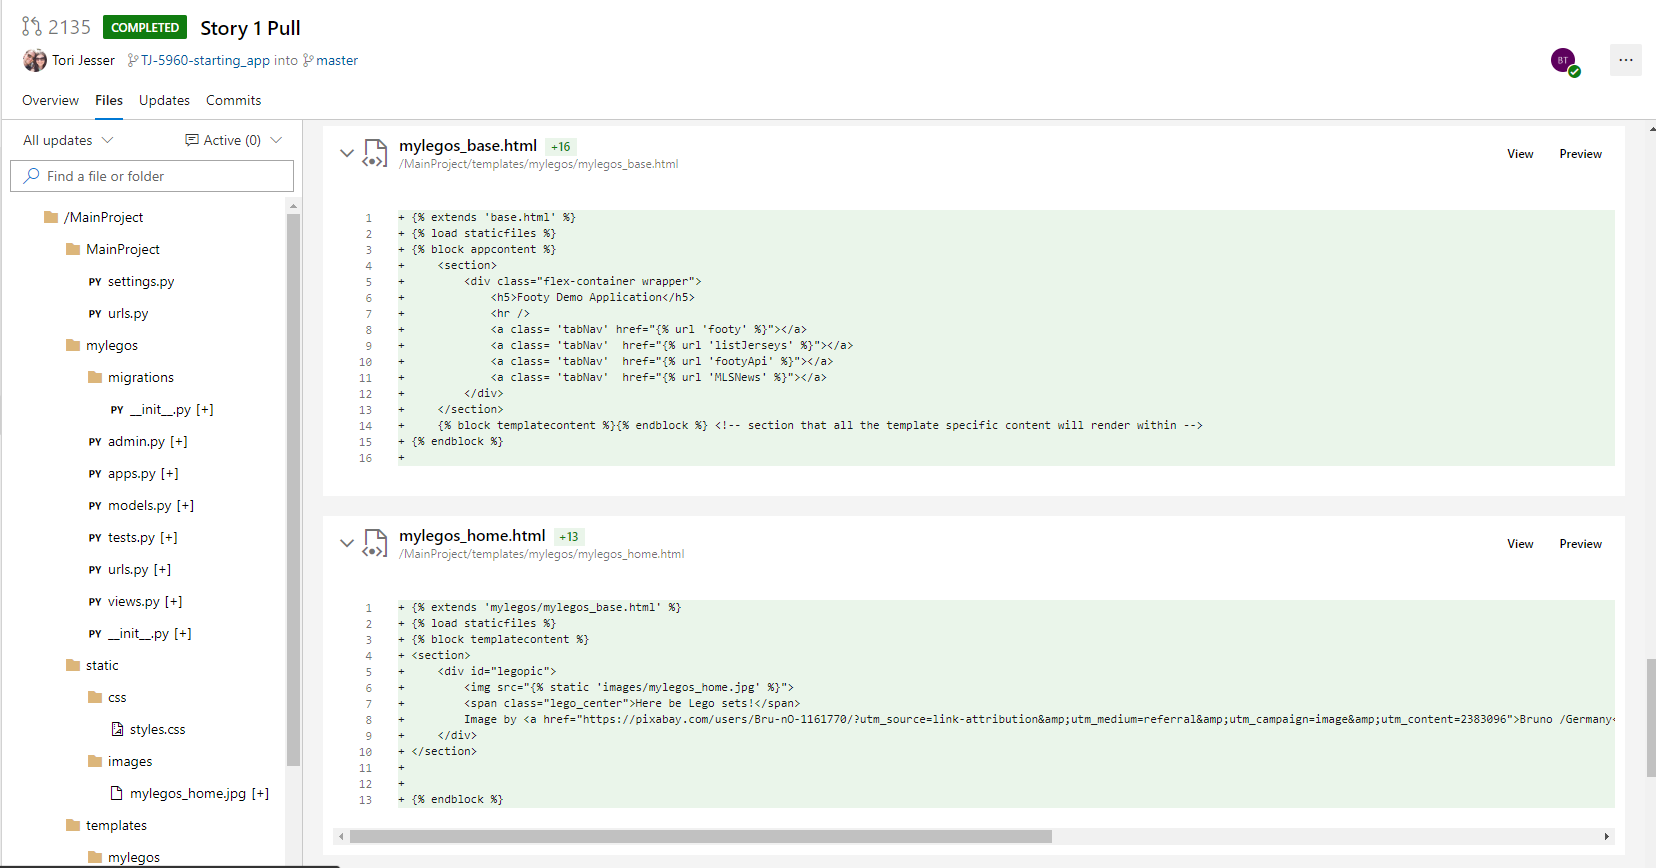 2135 COMPLETED Story 1 Pull
Tori Jesser TJ-5960-starting_app into master
BT
...
Overview Files Updates Commits
All updates Active (0)
Find a file or folder
/MainProject
MainProject
PY settings.py
PY urls.py
mylegos
migrations
PY __init__.py [+]
PY admin.py [+]
PY apps.py [+]
PY models.py [+]
PY tests.py [+]
PY urls.py [+]
PY views.py [+]
PY __init__.py [+]
static
css
styles.css
images
mylegos_home.jpg [+]
templates
mylegos
mylegos_base.html +16
/MainProject/templates/mylegos/mylegos_base.html
View Preview
1 + {% extends 'base.html' %}
2 + {% load staticfiles %}
3 + {% block appcontent %}
4 + <section>
5 + <div class="flex-container wrapper">
6 + <h5>Footy Demo Application</h5>
7 + <hr />
8 + <a class= 'tabNav' href="{% url 'footy' %}"></a>
9 + <a class= 'tabNav'  href="{% url 'listJerseys' %}"></a>
10 + <a class= 'tabNav'  href="{% url 'footyApi' %}"></a>
11 + <a class= 'tabNav'  href="{% url 'MLSNews' %}"></a>
12 + </div>
13 + </section>
14 + {% block templatecontent %}{% endblock %} <!-- section that all the template specific content will render within -->
15 + {% endblock %}
16 +
mylegos_home.html +13
/MainProject/templates/mylegos/mylegos_home.html
View Preview
1 + {% extends 'mylegos/mylegos_base.html' %}
2 + {% load staticfiles %}
3 + {% block templatecontent %}
4 + <section>
5 + <div id="legopic">
6 + <img src="{% static 'images/mylegos_home.jpg' %}">
7 + <span class="lego_center">Here be Lego sets!</span>
8 + Image by <a href="https://pixabay.com/users/Bru-nO-1161770/?utm_source=link-attribution&amp;utm_medium=referral&amp;utm_campaign=image&amp;utm_content=2383096">Bruno /Germany<
9 + </div>
10 + </section>
11 +
12 +
13 + {% endblock %}